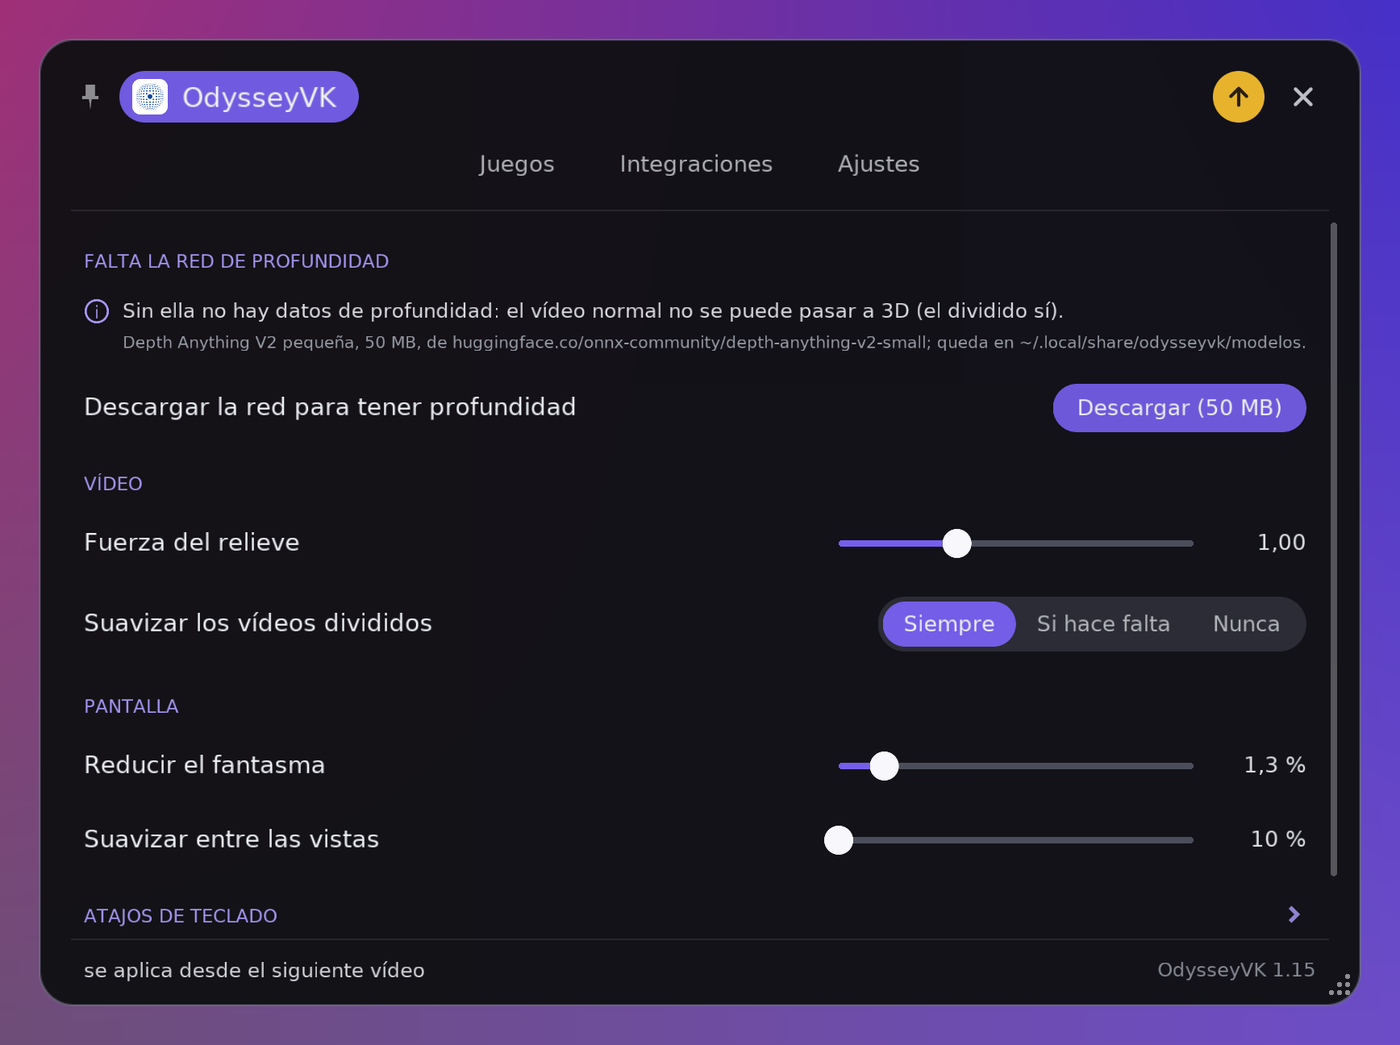 OdysseyVK
Juegos Integraciones Ajustes
FALTA LA RED DE PROFUNDIDAD
Sin ella no hay datos de profundidad: el vídeo normal no se puede pasar a 3D (el dividido sí).
Depth Anything V2 pequeña, 50 MB, de huggingface.co/onnx-community/depth-anything-v2-small; queda en ~/.local/share/odysseyvk/modelos.
Descargar la red para tener profundidad Descargar (50 MB)
VÍDEO
Fuerza del relieve 1,00
Suavizar los vídeos divididos Siempre Si hace falta Nunca
PANTALLA
Reducir el fantasma 1,3 %
Suavizar entre las vistas 10 %
ATAJOS DE TECLADO
se aplica desde el siguiente vídeo OdysseyVK 1.15